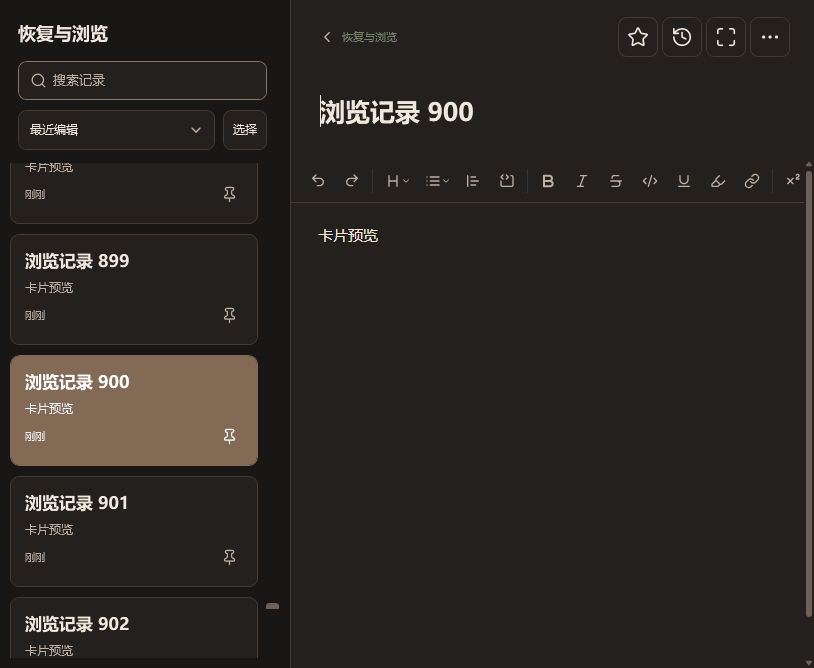 恢复与浏览
搜索记录
最近编辑
选择
卡片预览
刚刚
浏览记录 899
卡片预览
刚刚
浏览记录 900
卡片预览
刚刚
浏览记录 901
卡片预览
刚刚
浏览记录 902
卡片预览
恢复与浏览
浏览记录 900
H
B
I
S
U
x²
卡片预览